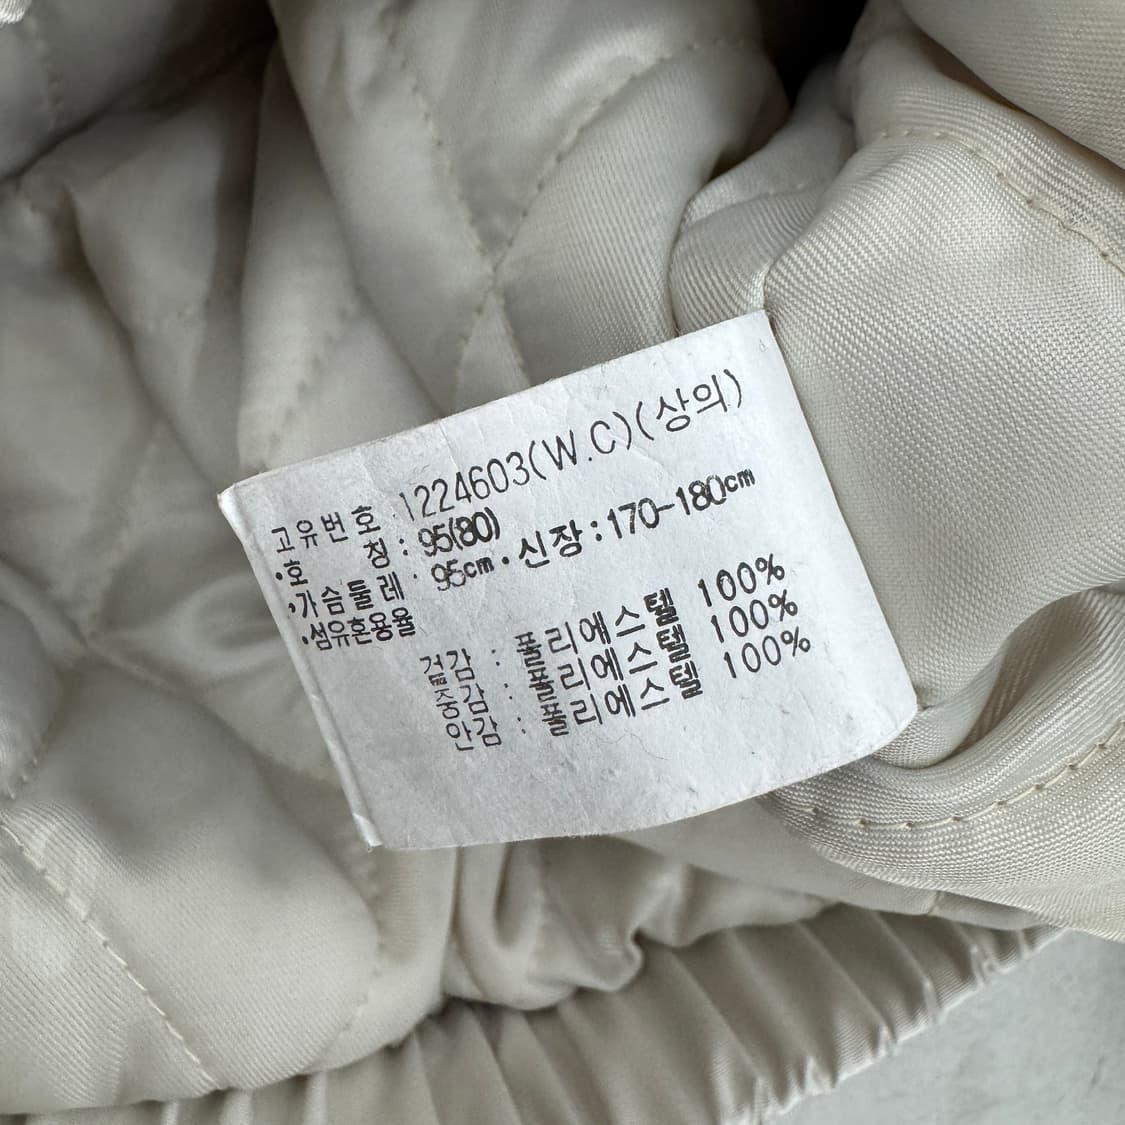 고유번호 : 1224603(W.C)(상의)
·호 칭 : 95(80)
·가슴둘레 : 95cm·신장:170-180cm
·섬유혼용율
겉감 : 폴리에스텔 100%
중감 : 폴리에스텔 100%
안감 : 폴리에스텔 100%